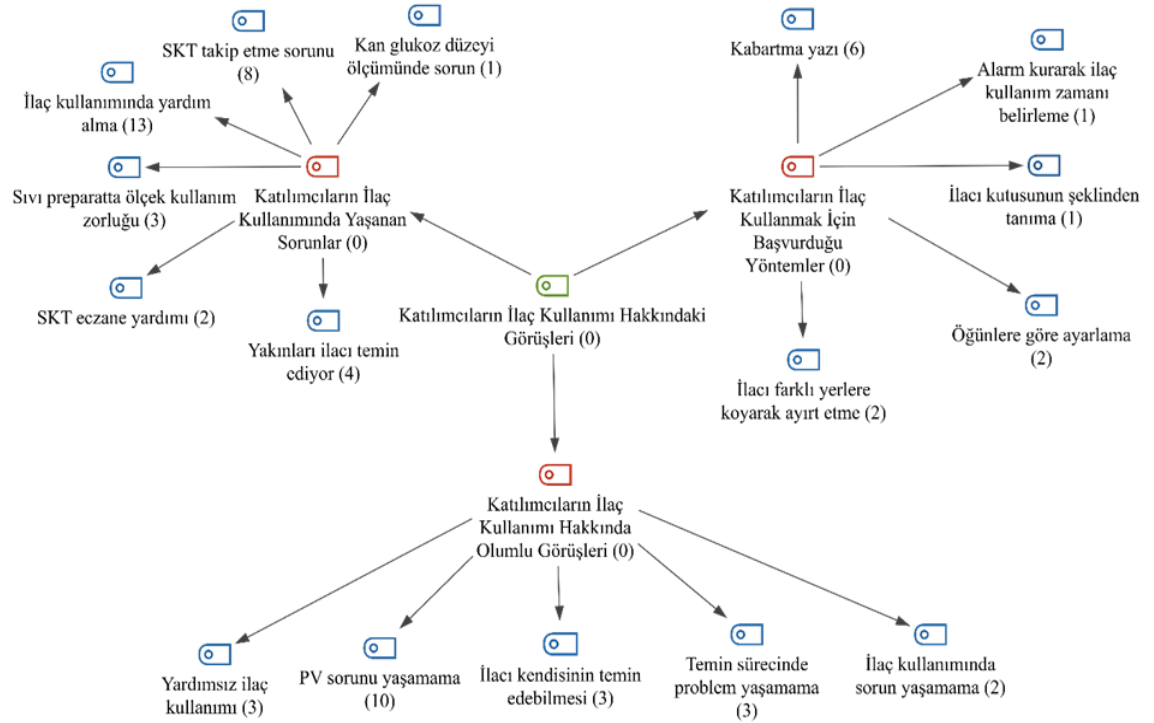 SKT takip etme sorunu
(8)
Kan glukoz düzeyi
ölçümünde sorun (1)
İlaç kullanımında yardım
alma (13)
Sıvı preparatta ölçek kullanım
zorluğu (3)
Katılımcıların İlaç
Kullanımında Yaşanan
Sorunlar (0)
SKT eczane yardımı (2)
Yakınları ilacı temin
ediyor (4)
Kabartma yazı (6)
Alarm kurarak ilaç
kullanım zamanı
belirleme (1)
Katılımcıların İlaç
Kullanmak İçin
Başvurduğu
Yöntemler (0)
İlacı kutusunun şeklinden
tanıma (1)
Öğünlere göre ayarlama
(2)
İlacı farklı yerlere
koyarak ayırt etme (2)
Katılımcıların İlaç Kullanımı Hakkındaki
Görüşleri (0)
Katılımcıların İlaç
Kullanımı Hakkında
Olumlu Görüşleri (0)
Yardımsız ilaç
kullanımı (3)
PV sorunu yaşamama
(10)
İlacı kendisinin temin
edebilmesi (3)
Temin sürecinde
problem yaşamama
(3)
İlaç kullanımında
sorun yaşamama (2)